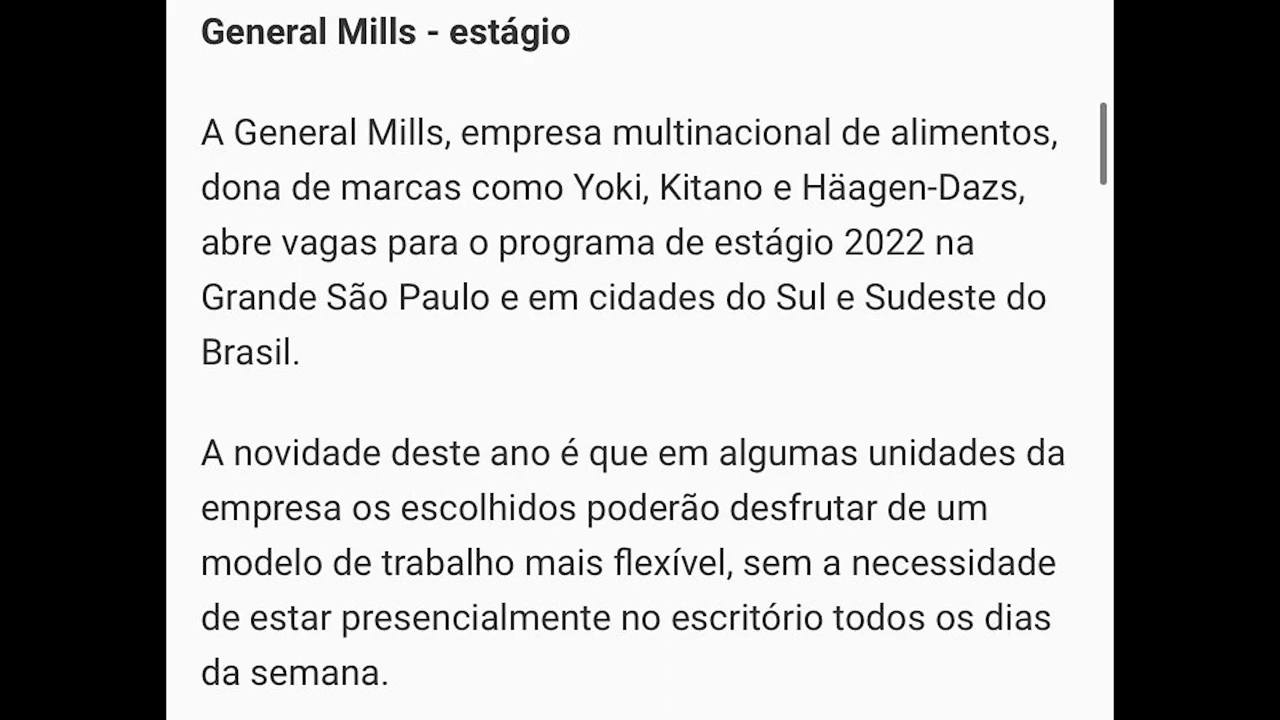 General Mills - estágio
A General Mills, empresa multinacional de alimentos,
dona de marcas como Yoki, Kitano e Häagen-Dazs,
abre vagas para o programa de estágio 2022 na
Grande São Paulo e em cidades do Sul e Sudeste do
Brasil.
A novidade deste ano é que em algumas unidades da
empresa os escolhidos poderão desfrutar de um
modelo de trabalho mais flexível, sem a necessidade
de estar presencialmente no escritório todos os dias
da semana.